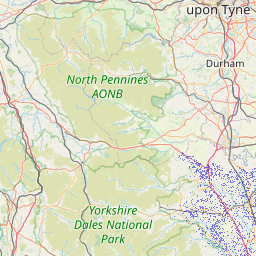 upon Tyne
Durham
North Pennines
AONB
Yorkshire
Dales National
Park